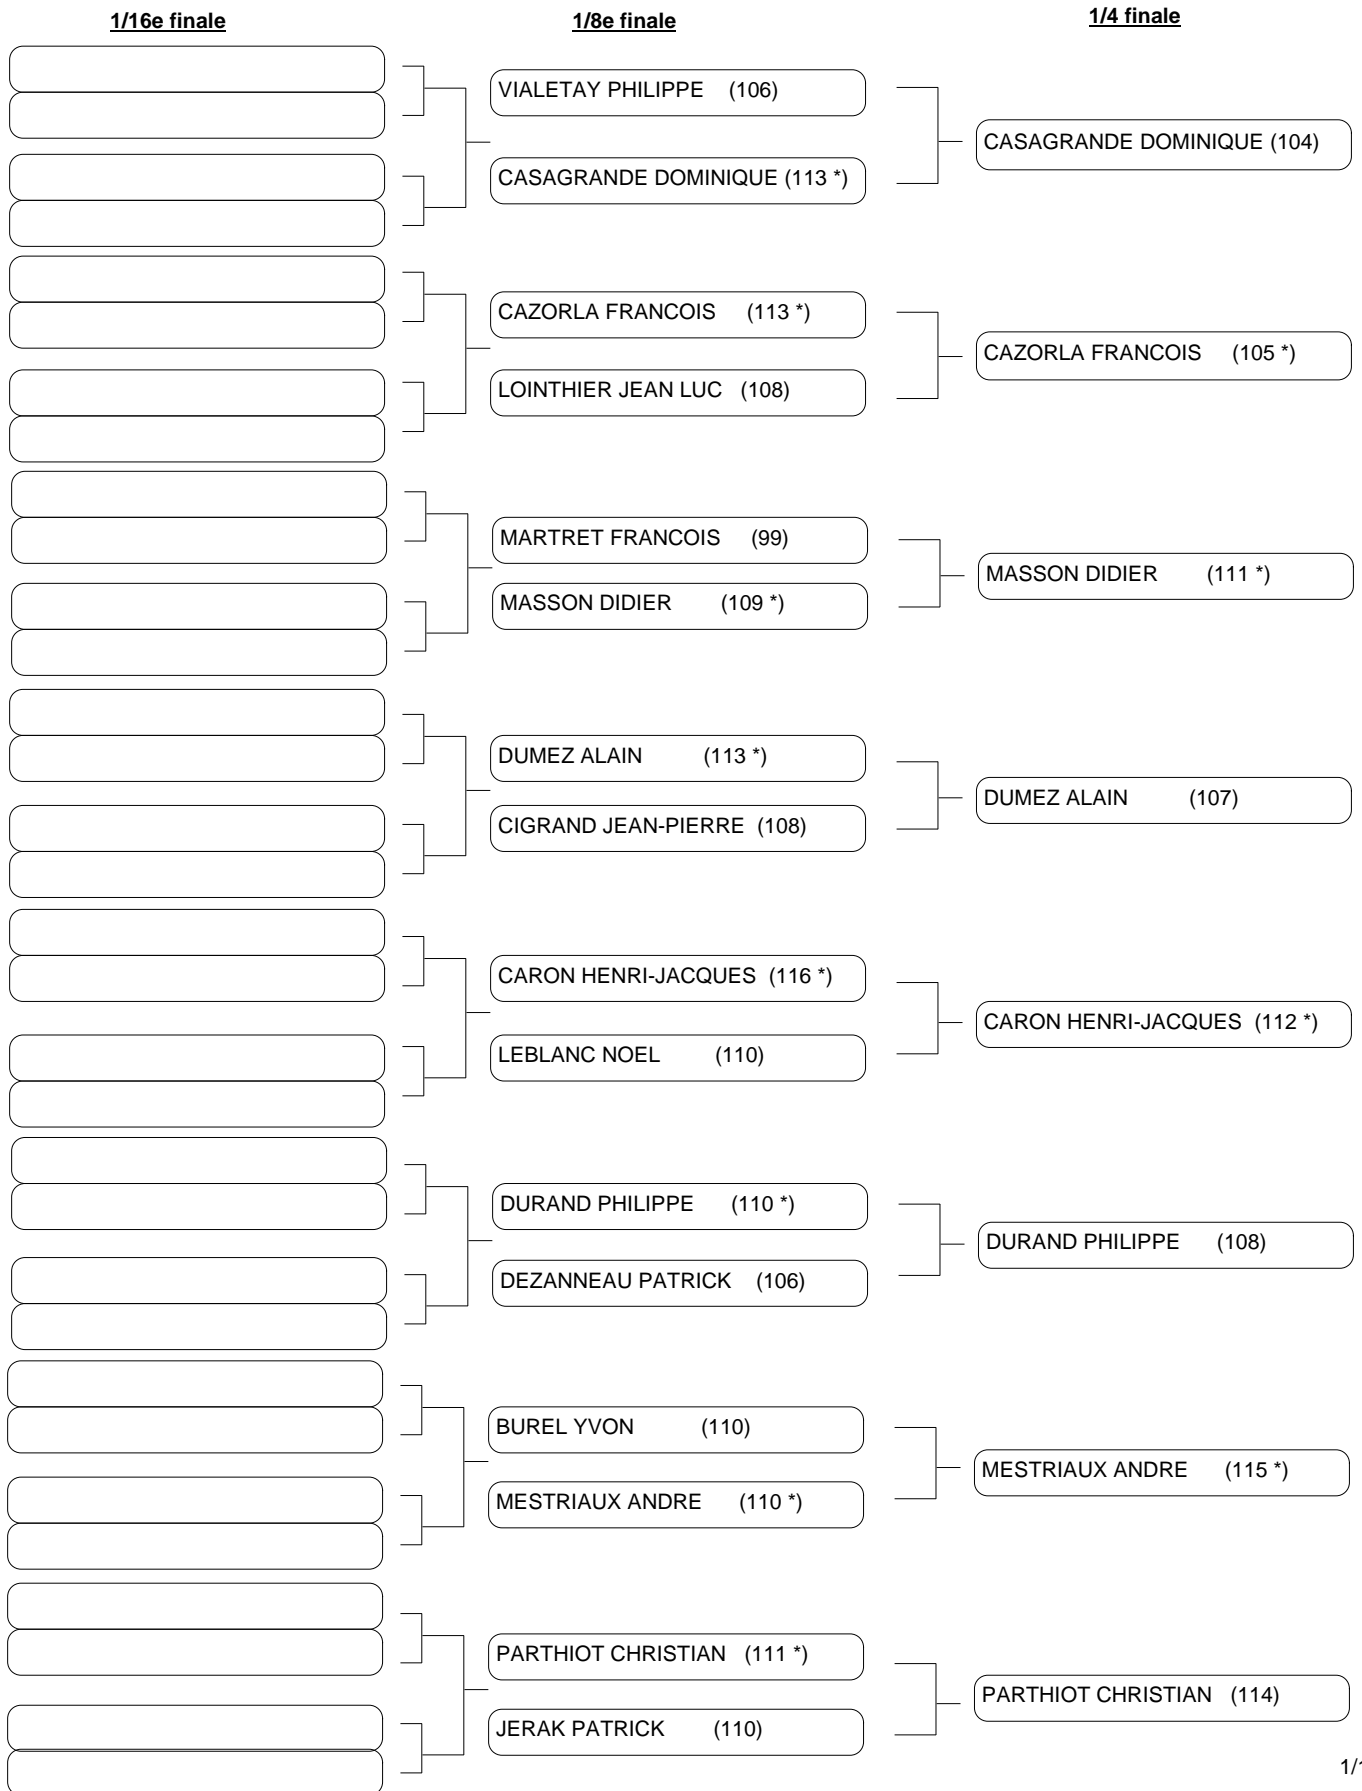 1/16e finale
1/8e finale
1/4 finale
VIALETAY PHILIPPE (106)
CASAGRANDE DOMINIQUE (113 *)
CASAGRANDE DOMINIQUE (104)
CAZORLA FRANCOIS (113 *)
LOINTHIER JEAN LUC (108)
CAZORLA FRANCOIS (105 *)
MARTRET FRANCOIS (99)
MASSON DIDIER (109 *)
MASSON DIDIER (111 *)
DUMEZ ALAIN (113 *)
CIGRAND JEAN-PIERRE (108)
DUMEZ ALAIN (107)
CARON HENRI-JACQUES (116 *)
LEBLANC NOEL (110)
CARON HENRI-JACQUES (112 *)
DURAND PHILIPPE (110 *)
DEZANNEAU PATRICK (106)
DURAND PHILIPPE (108)
BUREL YVON (110)
MESTRIAUX ANDRE (110 *)
MESTRIAUX ANDRE (115 *)
PARTHIOT CHRISTIAN (111 *)
JERAK PATRICK (110)
PARTHIOT CHRISTIAN (114)